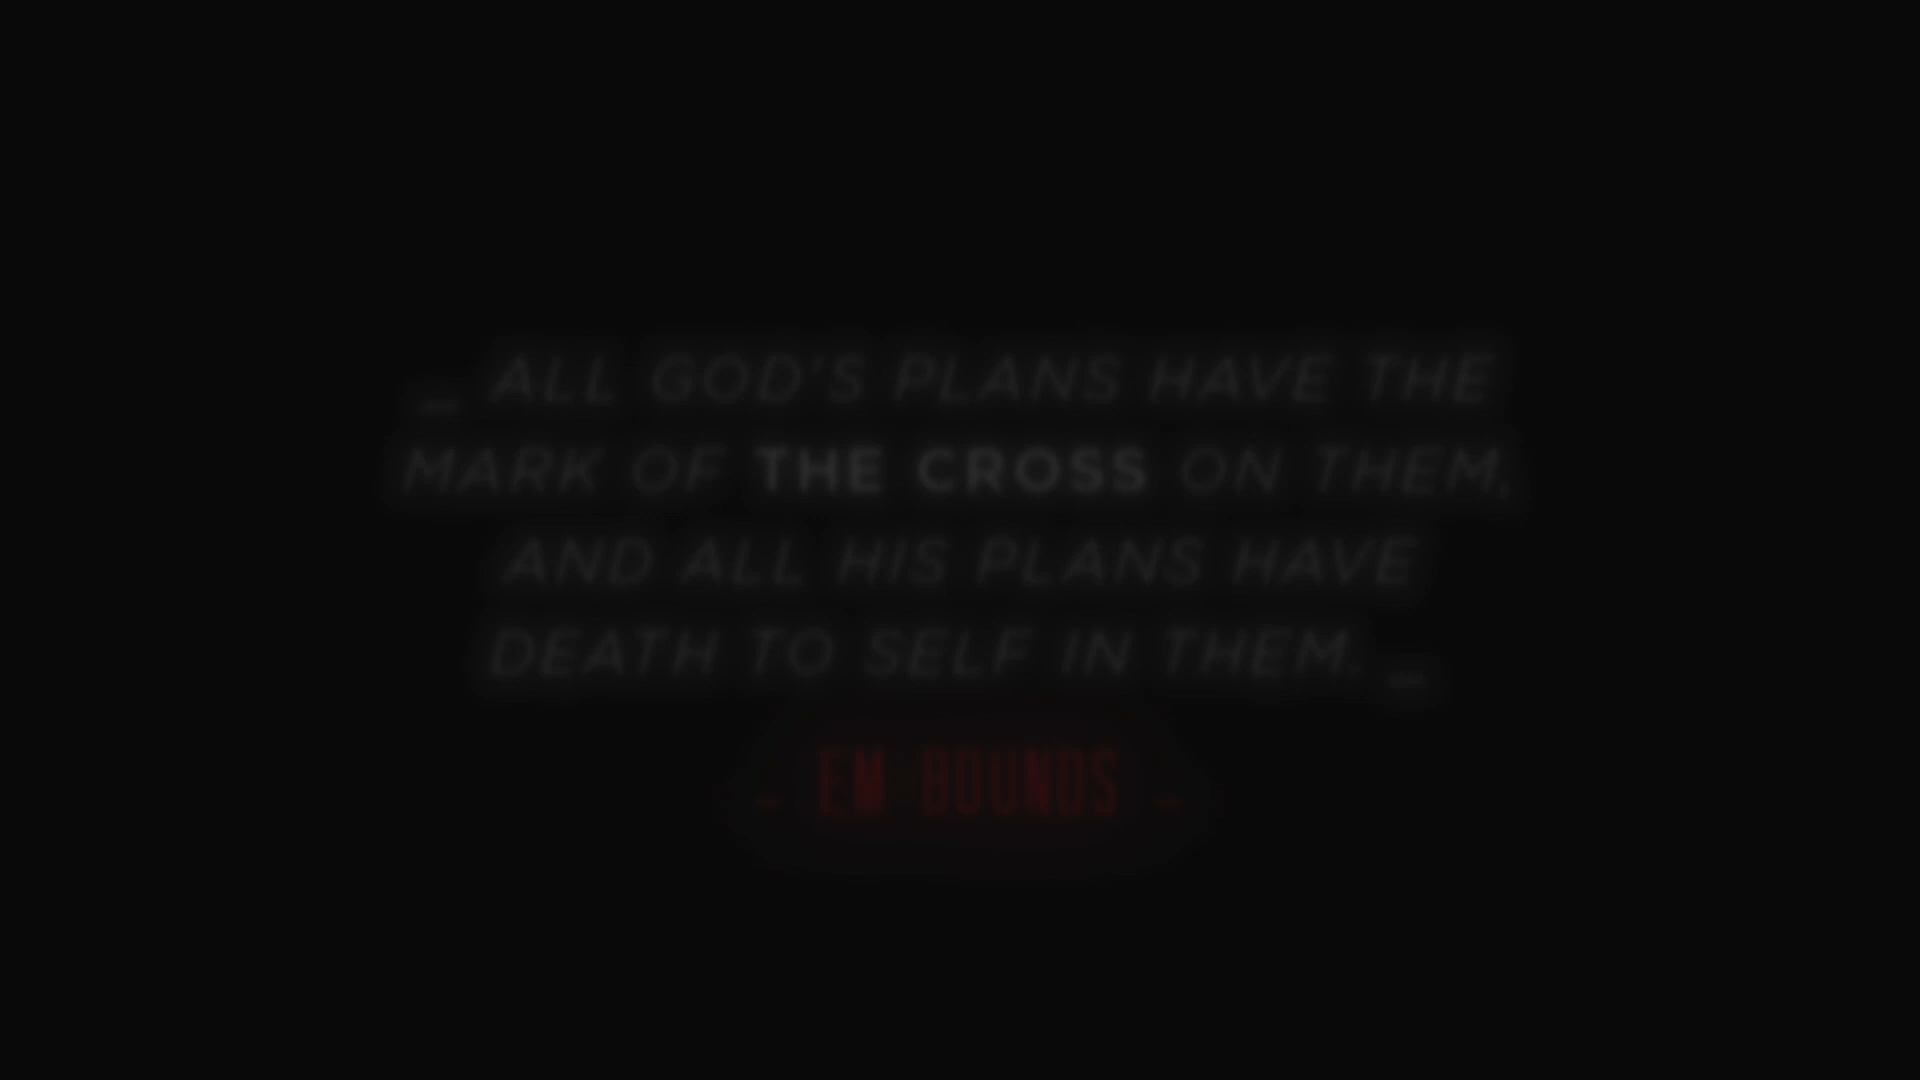 _ ALL GOD'S PLANS HAVE THE
MARK OF THE CROSS ON THEM,
AND ALL HIS PLANS HAVE
DEATH TO SELF IN THEM. _
_ EM BOUNDS _